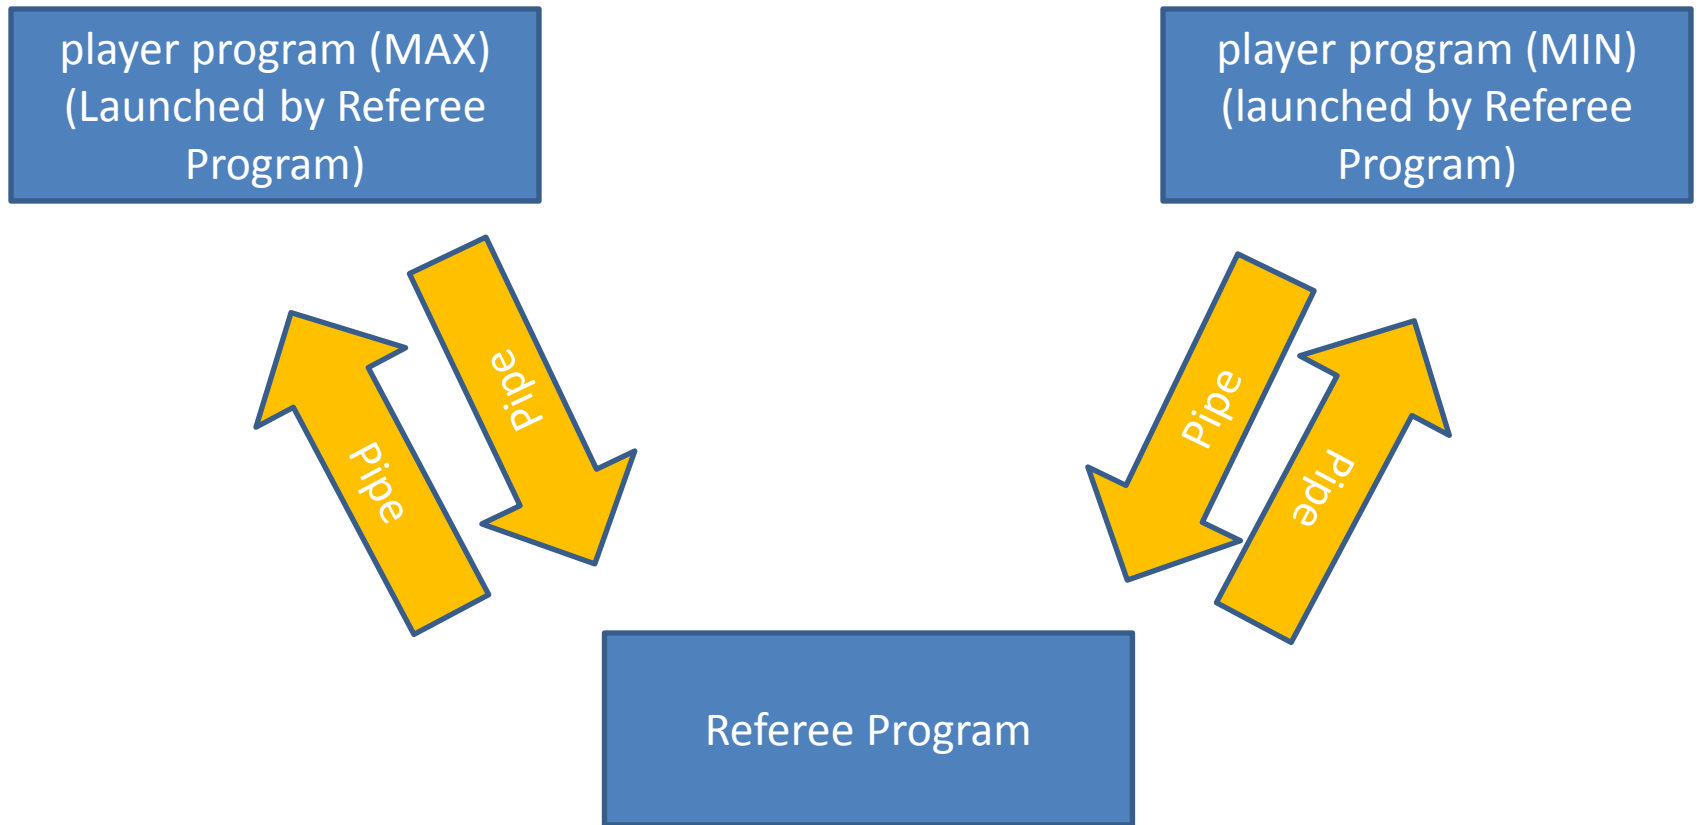 player program (MAX)
(Launched by Referee
Program)
player program (MIN)
(launched by Referee
Program)
Pipe
Pipe
Pipe
Pipe
Referee Program